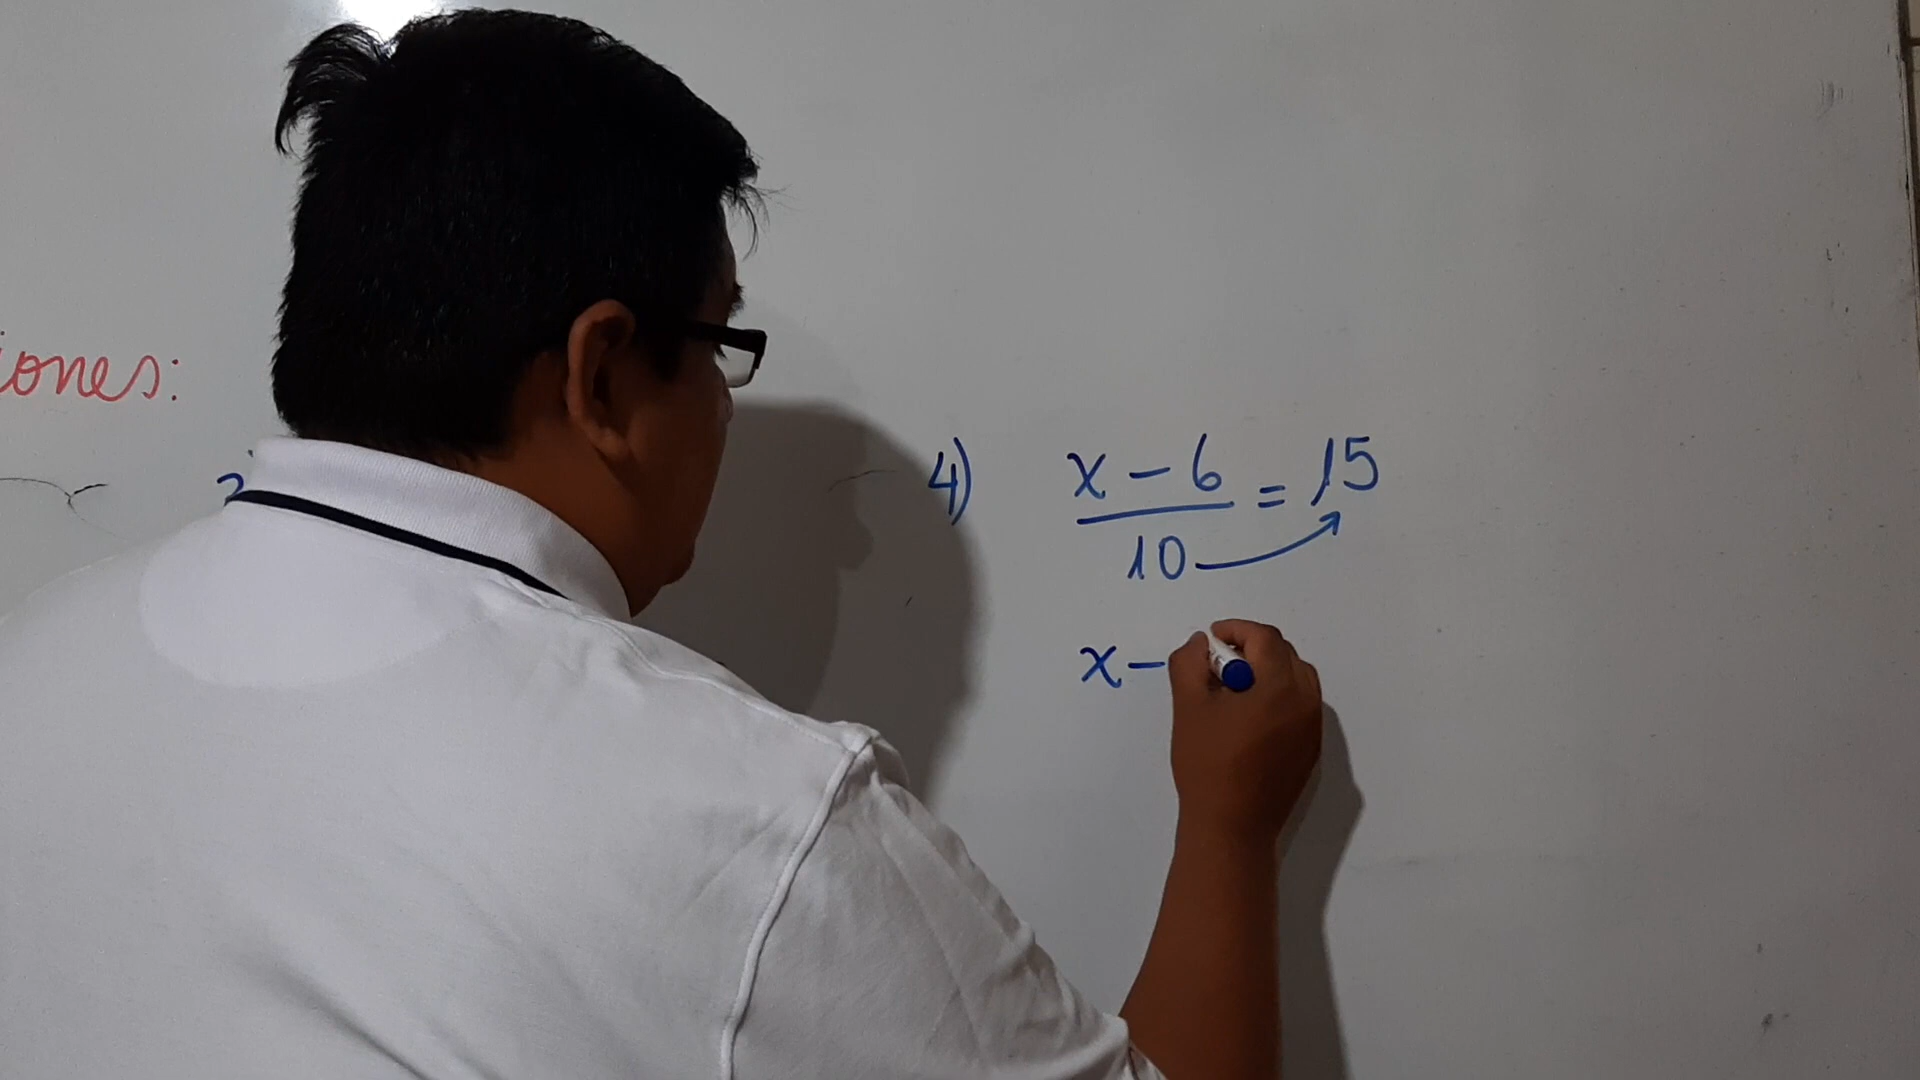 iones:
4) x - 6 = 15
10
x -